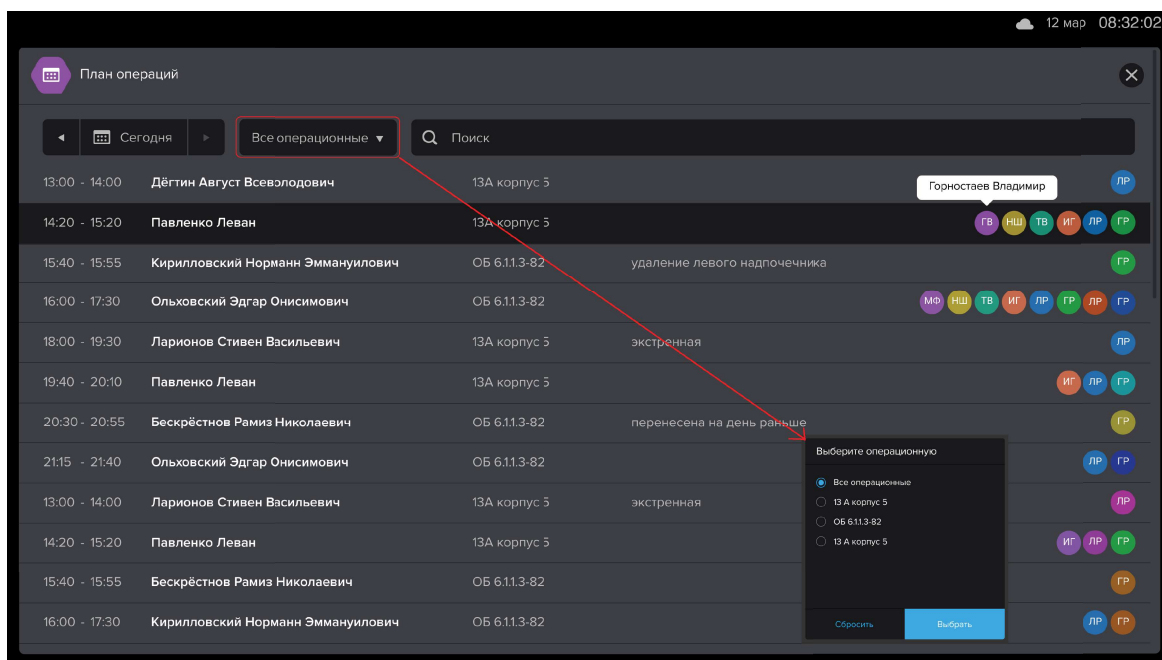 12 мар 08:32:02
План операций
Сегодня Все операционные Поиск
13:00 - 14:00 Дёгтин Август Всеволодович 13А корпус 5 ЛР
Горностаев Владимир
14:20 - 15:20 Павленко Леван 13А корпус 5 ГВ НШ ТВ ИГ ЛР ГР
15:40 - 15:55 Кирилловский Норманн Эммануилович ОБ 6.1.1.3-82 удаление левого надпочечника ГР
16:00 - 17:30 Ольховский Эдгар Онисимович ОБ 6.1.1.3-82 МФ НШ ТВ ИГ ЛР ГР ЛР ГР
18:00 - 19:30 Ларионов Стивен Васильевич 13А корпус 5 экстренная ЛР
19:40 - 20:10 Павленко Леван 13А корпус 5 ИГ ЛР ГР
20:30 - 20:55 Бескрёстнов Рамиз Николаевич ОБ 6.1.1.3-82 перенесена на день раньше ГР
21:15 - 21:40 Ольховский Эдгар Онисимович ОБ 6.1.1.3-82 ЛР ГР
13:00 - 14:00 Ларионов Стивен Васильевич 13А корпус 5 экстренная ЛР
14:20 - 15:20 Павленко Леван 13А корпус 5 ИГ ЛР ГР
15:40 - 15:55 Бескрёстнов Рамиз Николаевич ОБ 6.1.1.3-82 ГР
16:00 - 17:30 Кирилловский Норманн Эммануилович ОБ 6.1.1.3-82 ЛР ГР
Выберите операционную
Все операционные
13 А корпус 5
ОБ 6.1.1.3-82
13 А корпус 5
Сбросить Выбрать